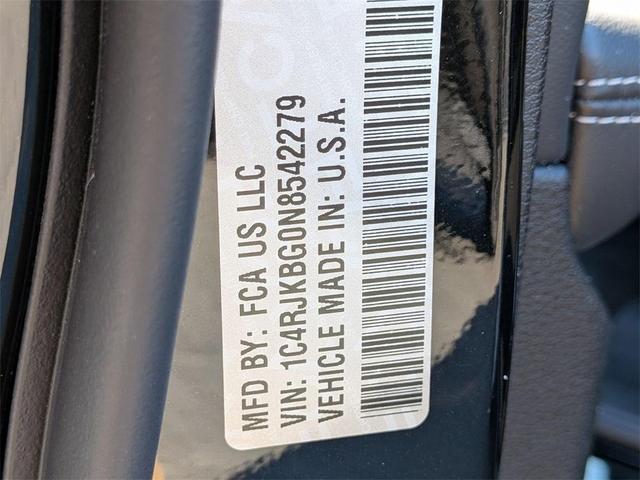 MFD BY: FCA US LLC
VIN: 1C4RJKBG0N8542279
VEHICLE MADE IN: U.S.A.